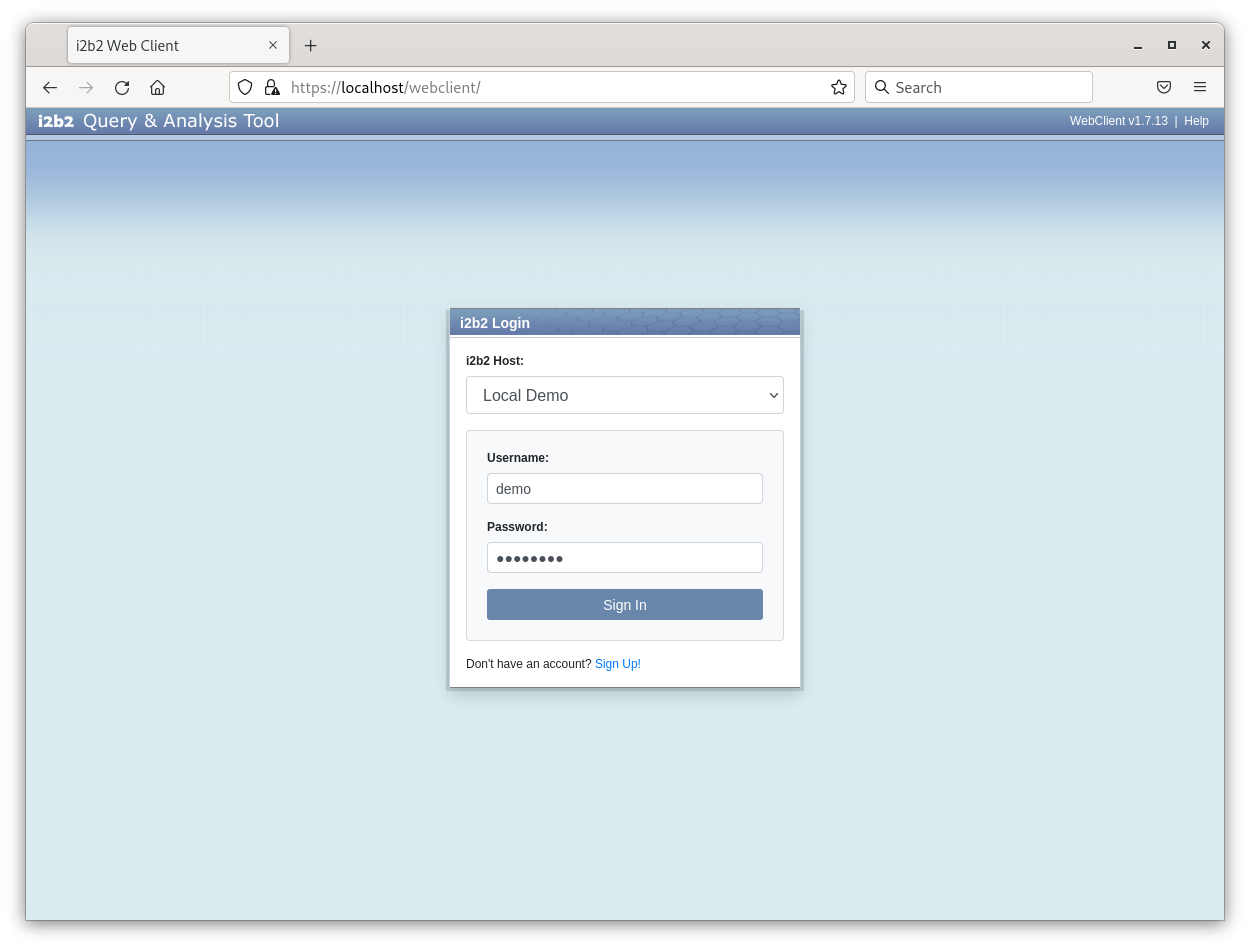 i2b2 Web Client
https://localhost/webclient/
Search
i2b2 Query & Analysis Tool
WebClient v1.7.13 | Help
i2b2 Login
i2b2 Host:
Local Demo
Username:
demo
Password:
●●●●●●●●
Sign In
Don't have an account? Sign Up!